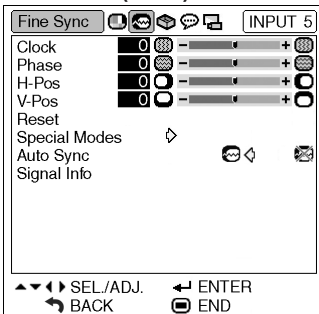 Fine Sync INPUT 5
Clock 0 - +
Phase 0 - +
H-Pos 0 - +
V-Pos 0 - +
Reset
Special Modes
Auto Sync
Signal Info
SEL./ADJ. ENTER
BACK END